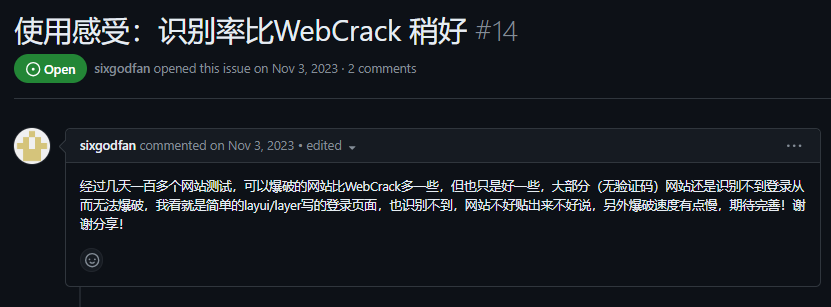 使用感受：识别率比WebCrack 稍好 #14
Open sixgodfan opened this issue on Nov 3, 2023 · 2 comments
sixgodfan commented on Nov 3, 2023 • edited
经过几天一百多个网站测试，可以爆破的网站比WebCrack多一些，但也只是好一些，大部分（无验证码）网站还是识别不到登录从
而无法爆破，我看就是简单的layui/layer写的登录页面，也识别不到，网站不好贴出来不好说，另外爆破速度有点慢，期待完善！谢
谢分享！